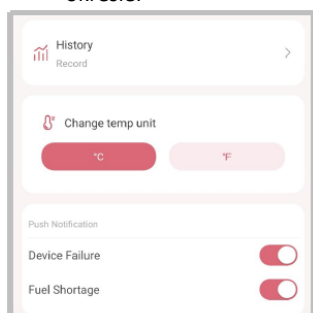 History
Record
Change temp unit
°C °F
Push Notification
Device Failure
Fuel Shortage